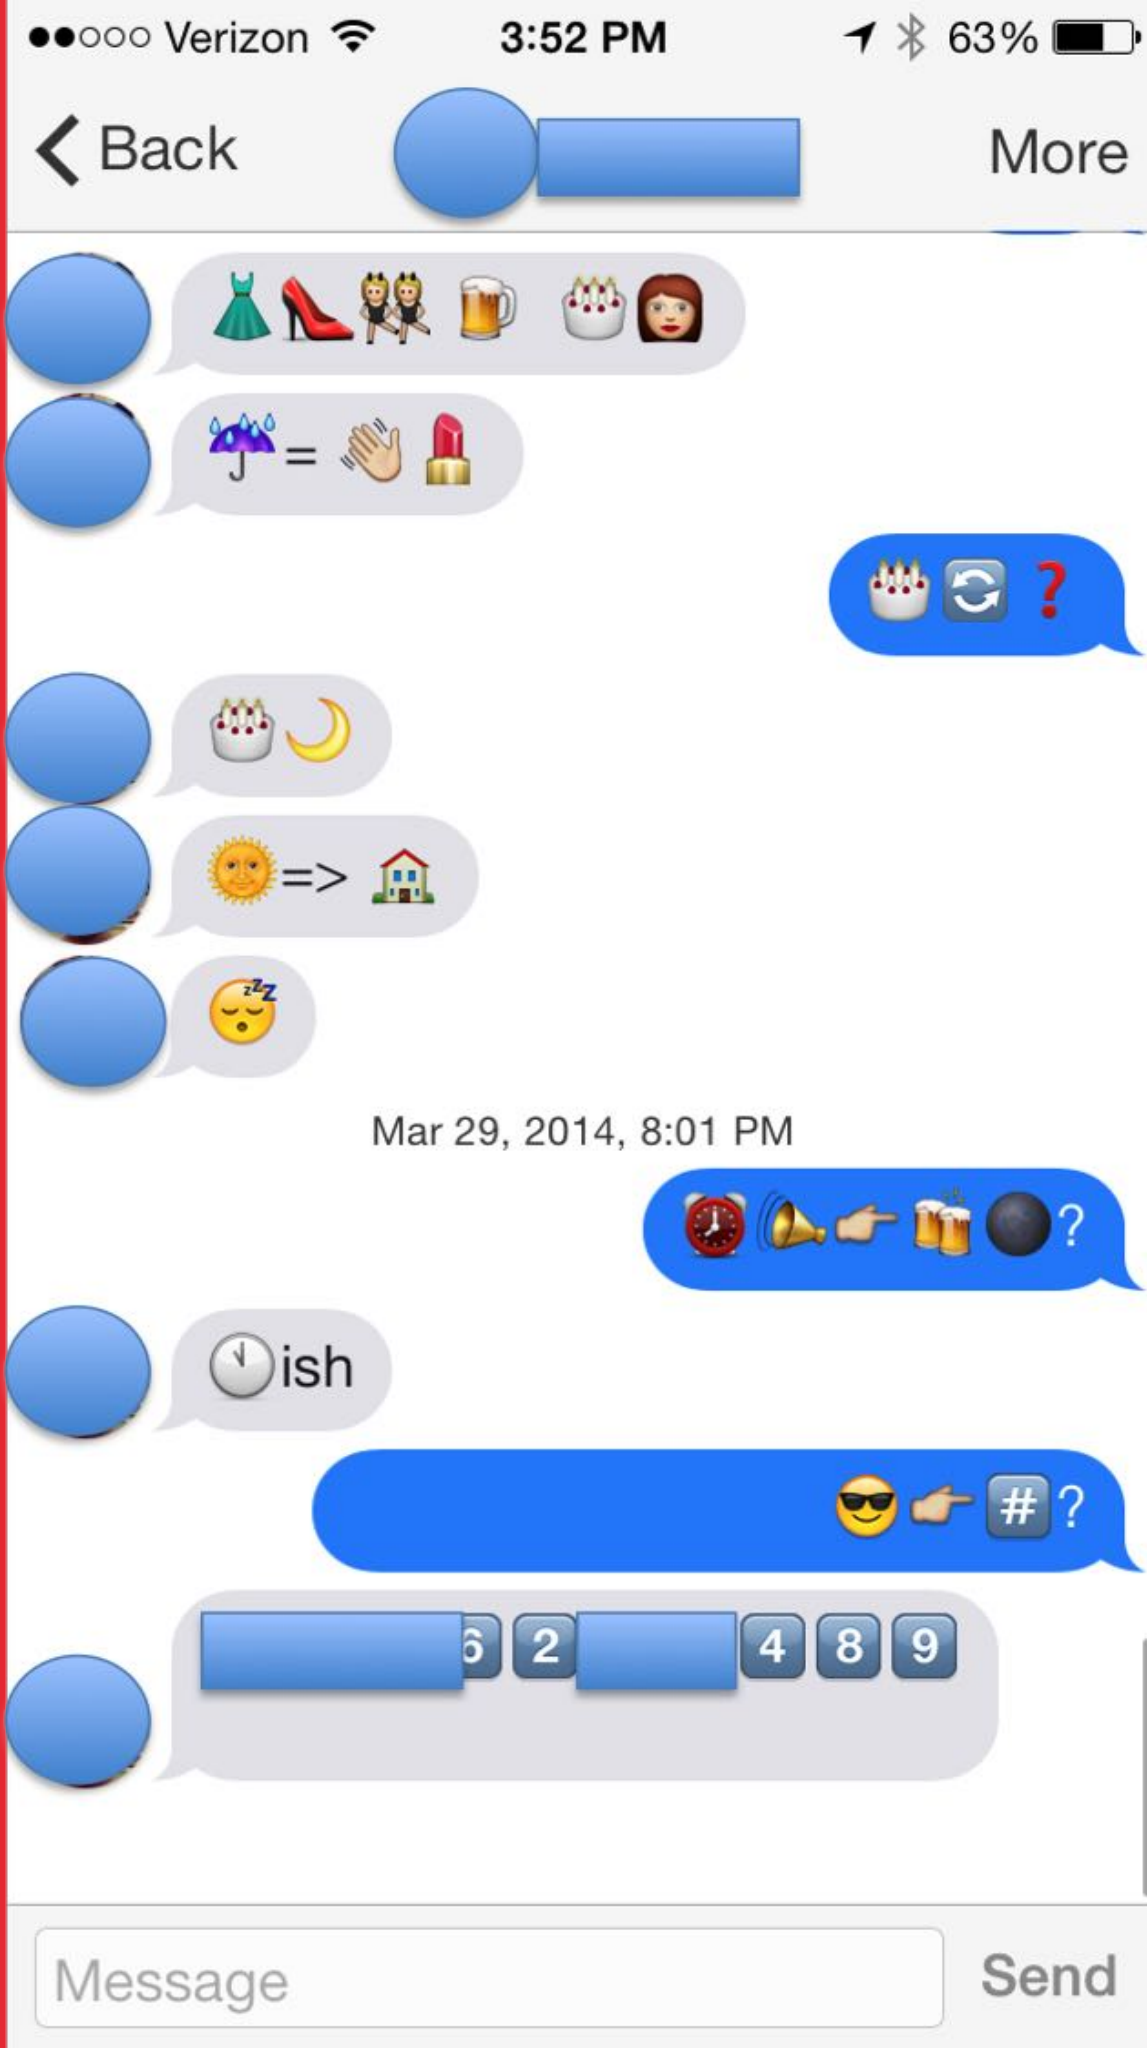 Verizon 3:52 PM 63%
Back More
👗👠👯🍺 🎂👩
☔= 👋💄
🎂🔄❓
🎂🌙
🌞=> 🏠
😴
Mar 29, 2014, 8:01 PM
⏰📯👉🍻🌑?
🕚ish
😎👉#️⃣?
6 2 4 8 9
Message Send